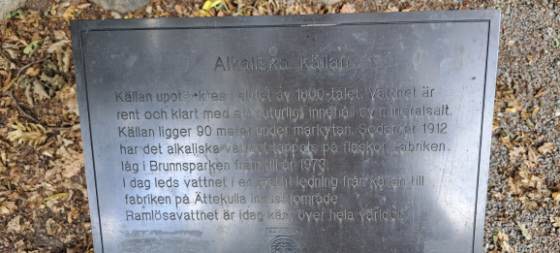 Alkaliska källan
Källan upptäcktes i slutet av 1800-talet. Vattnet är
rent och klart med ett naturligt innehåll av mineralsalt.
Källan ligger 90 meter under markytan. Sedan år 1912
har det alkaliska vattnet tappats på flaskor. Fabriken
låg i Brunnsparken fram till år 1973.
I dag leds vattnet i en ledning från källan till
fabriken på Ättekulla industriområde.
Ramlösavattnet är idag känt över hela världen.